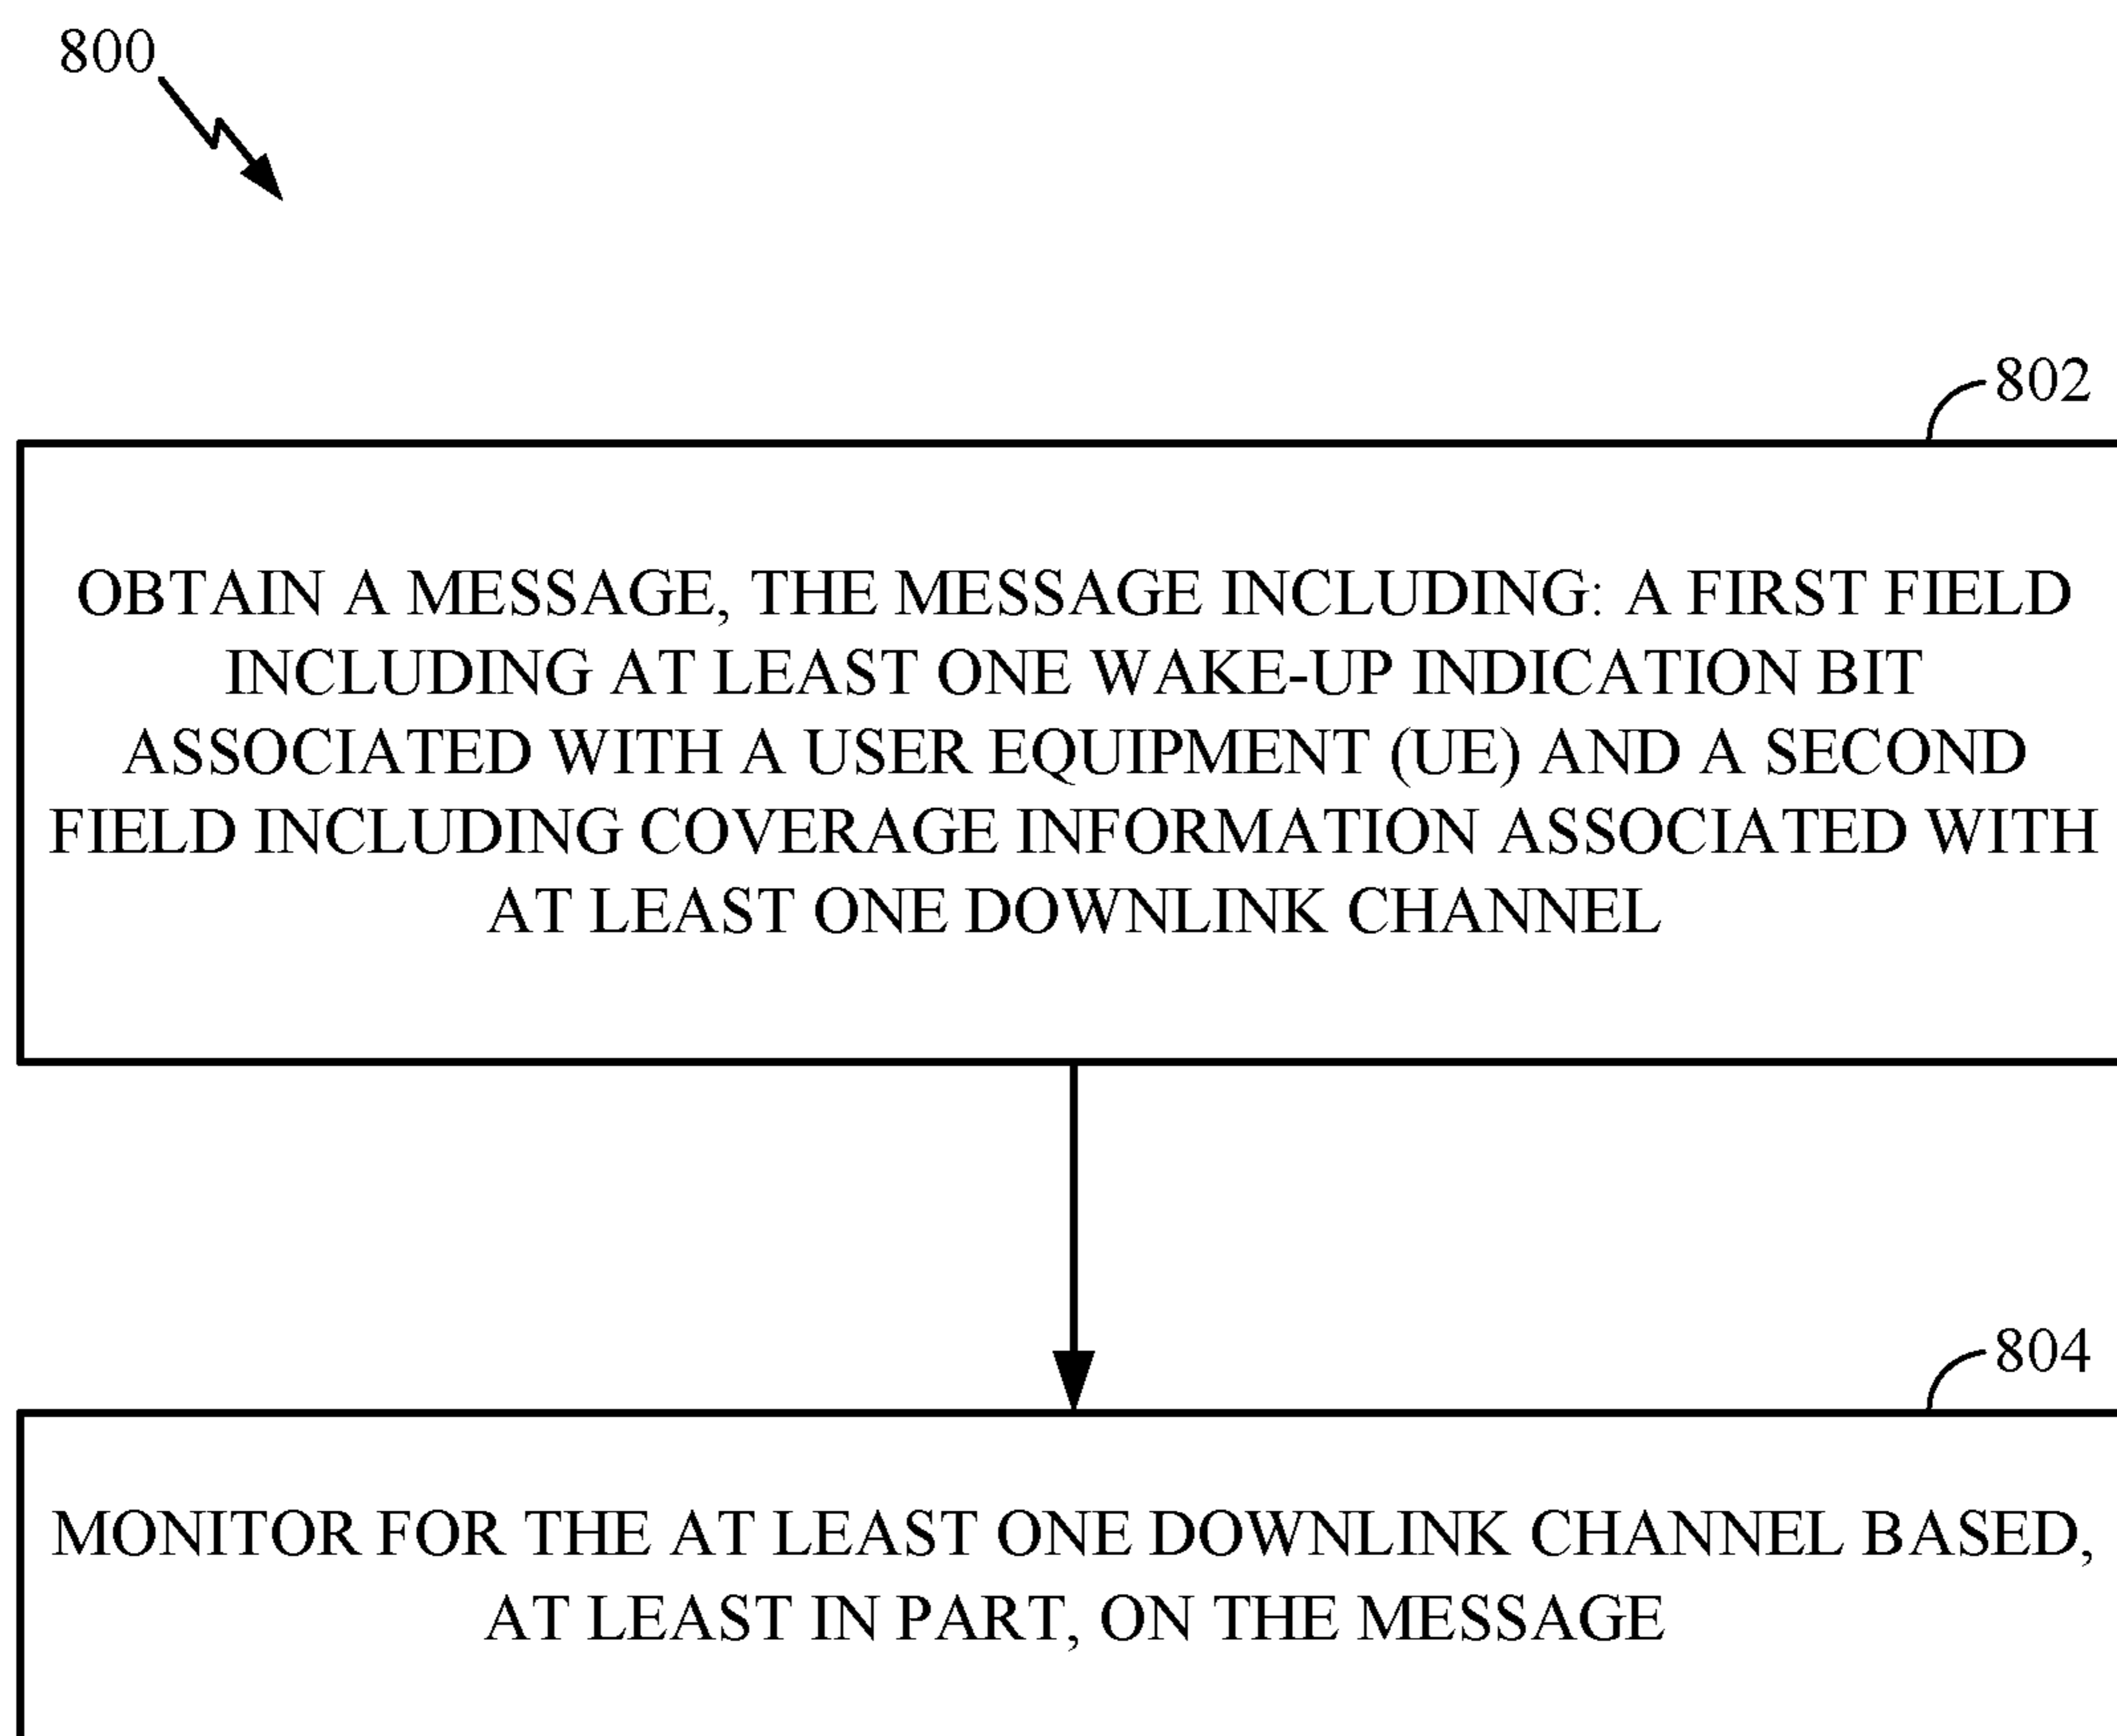 800
802
OBTAIN A MESSAGE, THE MESSAGE INCLUDING: A FIRST FIELD
INCLUDING AT LEAST ONE WAKE-UP INDICATION BIT
ASSOCIATED WITH A USER EQUIPMENT (UE) AND A SECOND
FIELD INCLUDING COVERAGE INFORMATION ASSOCIATED WITH
AT LEAST ONE DOWNLINK CHANNEL
804
MONITOR FOR THE AT LEAST ONE DOWNLINK CHANNEL BASED,
AT LEAST IN PART, ON THE MESSAGE